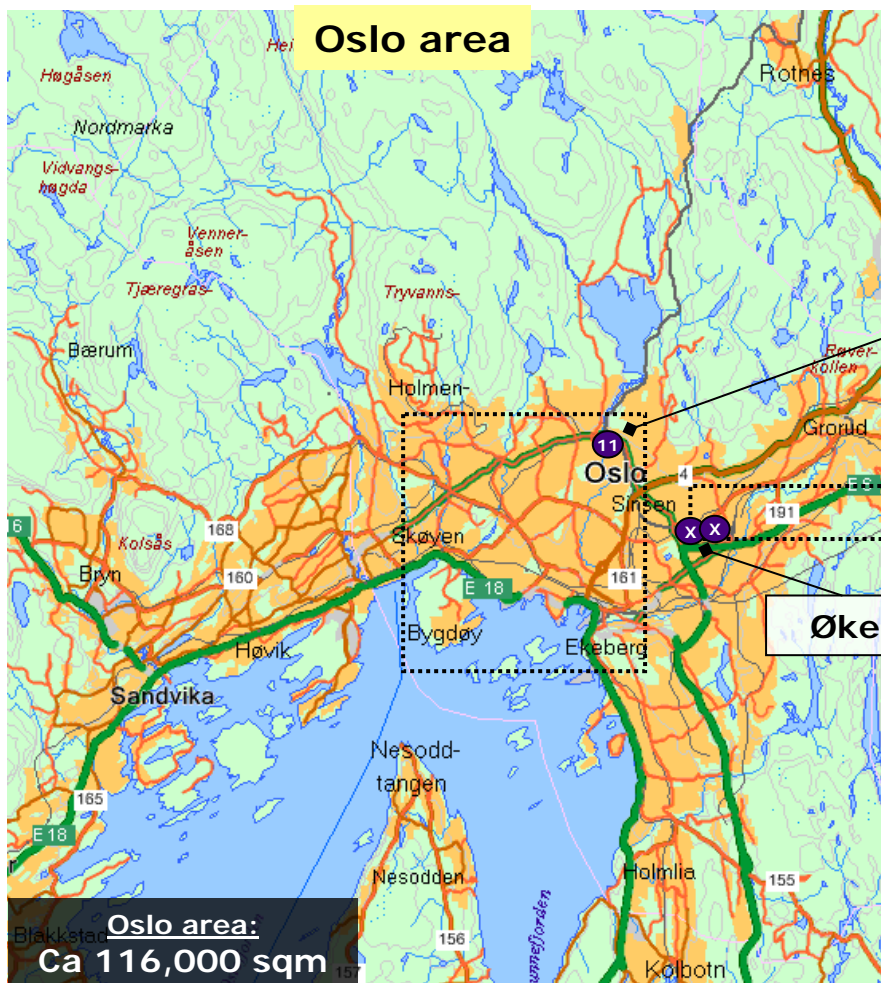 Oslo area
Rotnes
Høgåsen
Nordmarka
Vidvangs-
høgda
Venner-
åsen
Tjæregras-
Tryvanns-
Bærum
Røver-
kollen
Holmen-
Grorud
11
Oslo
4
Sinsen
E 6
191
168
X X
Skøyen
Kolsås
160
161
Bryn
E 18
Øke
Bygdøy
Ekeberg
Høvik
Sandvika
Nesodd-
tangen
165
E 18
Nesodden
Holmlia
155
Oslo area:
Blakkstad
156
Ca 116,000 sqm
157
Kolbotn